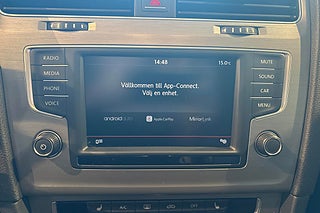 RADIO
MEDIA
PHONE
VOICE
14:48
15.0°C
Välkommen till App-Connect.
Välj en enhet.
android auto
Apple CarPlay
MirrorLink
MUTE
SOUND
CAR
MENU